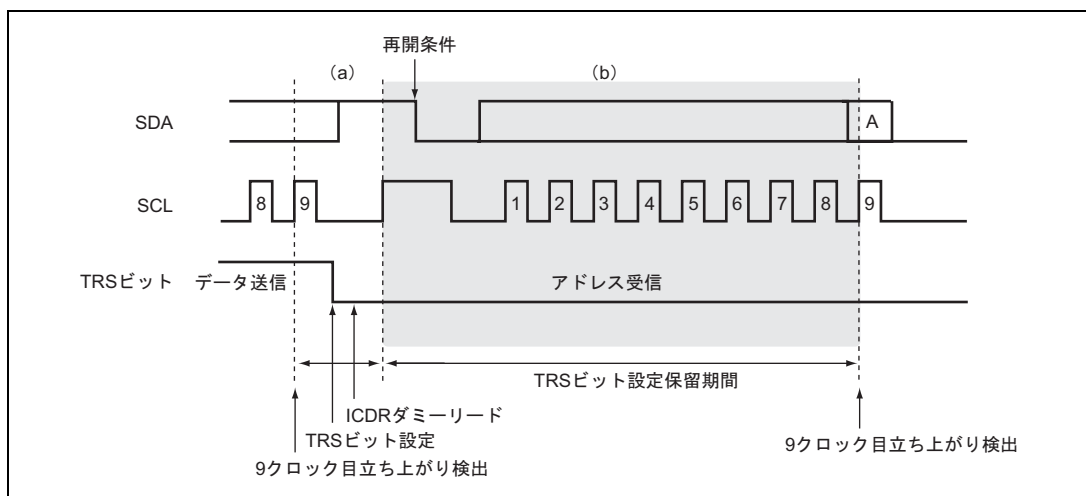 再開条件
(a)
(b)
SDA
A
SCL
8 9 1 2 3 4 5 6 7 8 9
TRSビット データ送信 アドレス受信
TRSビット設定保留期間
ICDRダミーリード
TRSビット設定
9クロック目立ち上がり検出
9クロック目立ち上がり検出